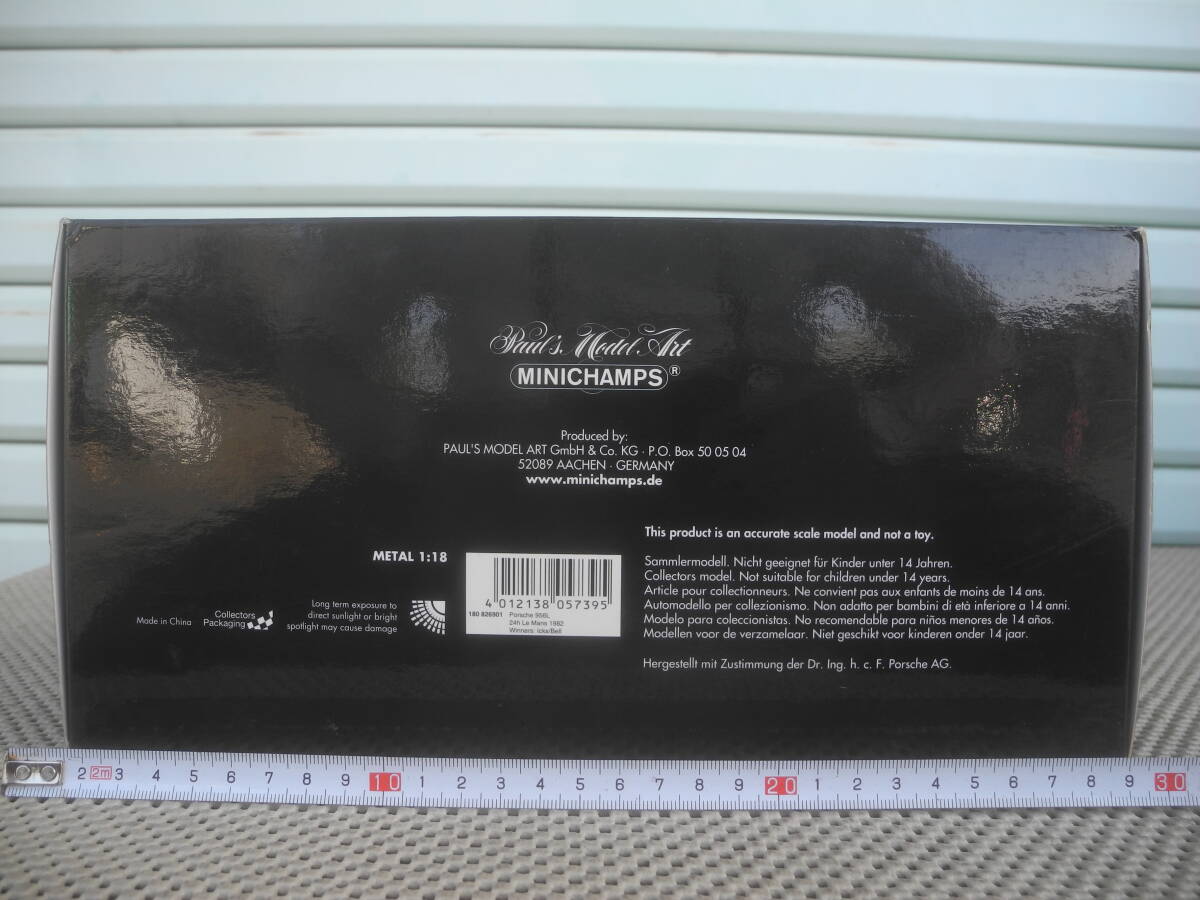 Paul's Model Art
MINICHAMPS®
Produced by:
PAUL'S MODEL ART GmbH & Co. KG · P.O. Box 50 05 04
52089 AACHEN · GERMANY
www.minichamps.de
This product is an accurate scale model and not a toy.
METAL 1:18
Sammlermodell. Nicht geeignet für Kinder unter 14 Jahren.
Collectors model. Not suitable for children under 14 years.
Article pour collectionneurs. Ne convient pas aux enfants de moins de 14 ans.
Automodello per collezionismo. Non adatto per bambini di età inferiore a 14 anni.
Modelo para coleccionistas. No recomendable para niños menores de 14 años.
Modellen voor de verzamelaar. Niet geschikt voor kinderen onder 14 jaar.
Hergestellt mit Zustimmung der Dr. Ing. h. c. F. Porsche AG.
Made in China
Collectors
Packaging
Long term exposure to
direct sunlight or bright
spotlight may cause damage
4 012138 057395
180 826901 Porsche 956L
24h Le Mans 1982
Winners: Ickx/Bell
2 2m 3 4 5 6 7 8 9 10 1 2 3 4 5 6 7 8 9 20 1 2 3 4 5 6 7 8 9 30